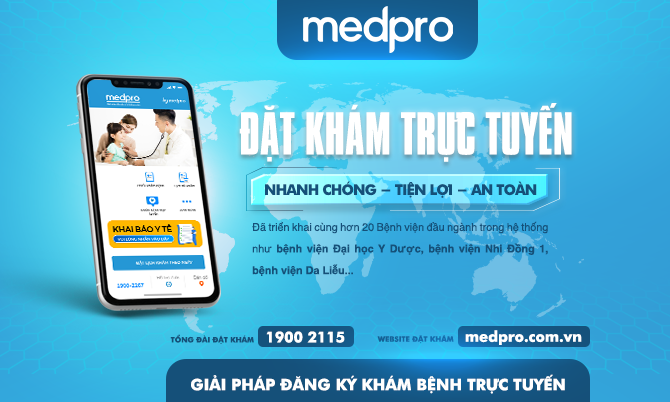 medpro
medpro
by medpro
ĐẶT KHÁM TRỰC TUYẾN
NHANH CHÓNG – TIỆN LỢI – AN TOÀN
KHAI BÁO Y TẾ
Đã triển khai cùng hơn 20 Bệnh viện đầu ngành trong hệ thống
như bệnh viện Đại học Y Dược, bệnh viện Nhi Đồng 1,
bệnh viện Da Liễu...
1900-2267
TỔNG ĐÀI ĐẶT KHÁM 1900 2115 WEBSITE ĐẶT KHÁM medpro.com.vn
GIẢI PHÁP ĐĂNG KÝ KHÁM BỆNH TRỰC TUYẾN